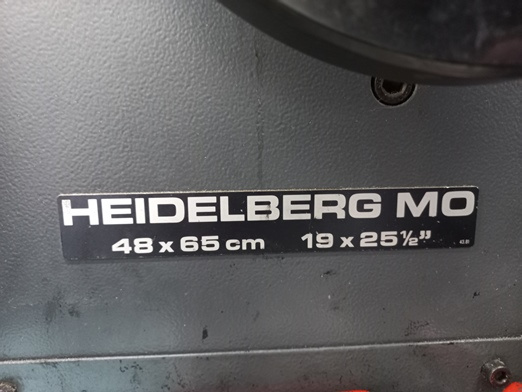 HEIDELBERG MO
48 x 65 cm 19 x 25½"